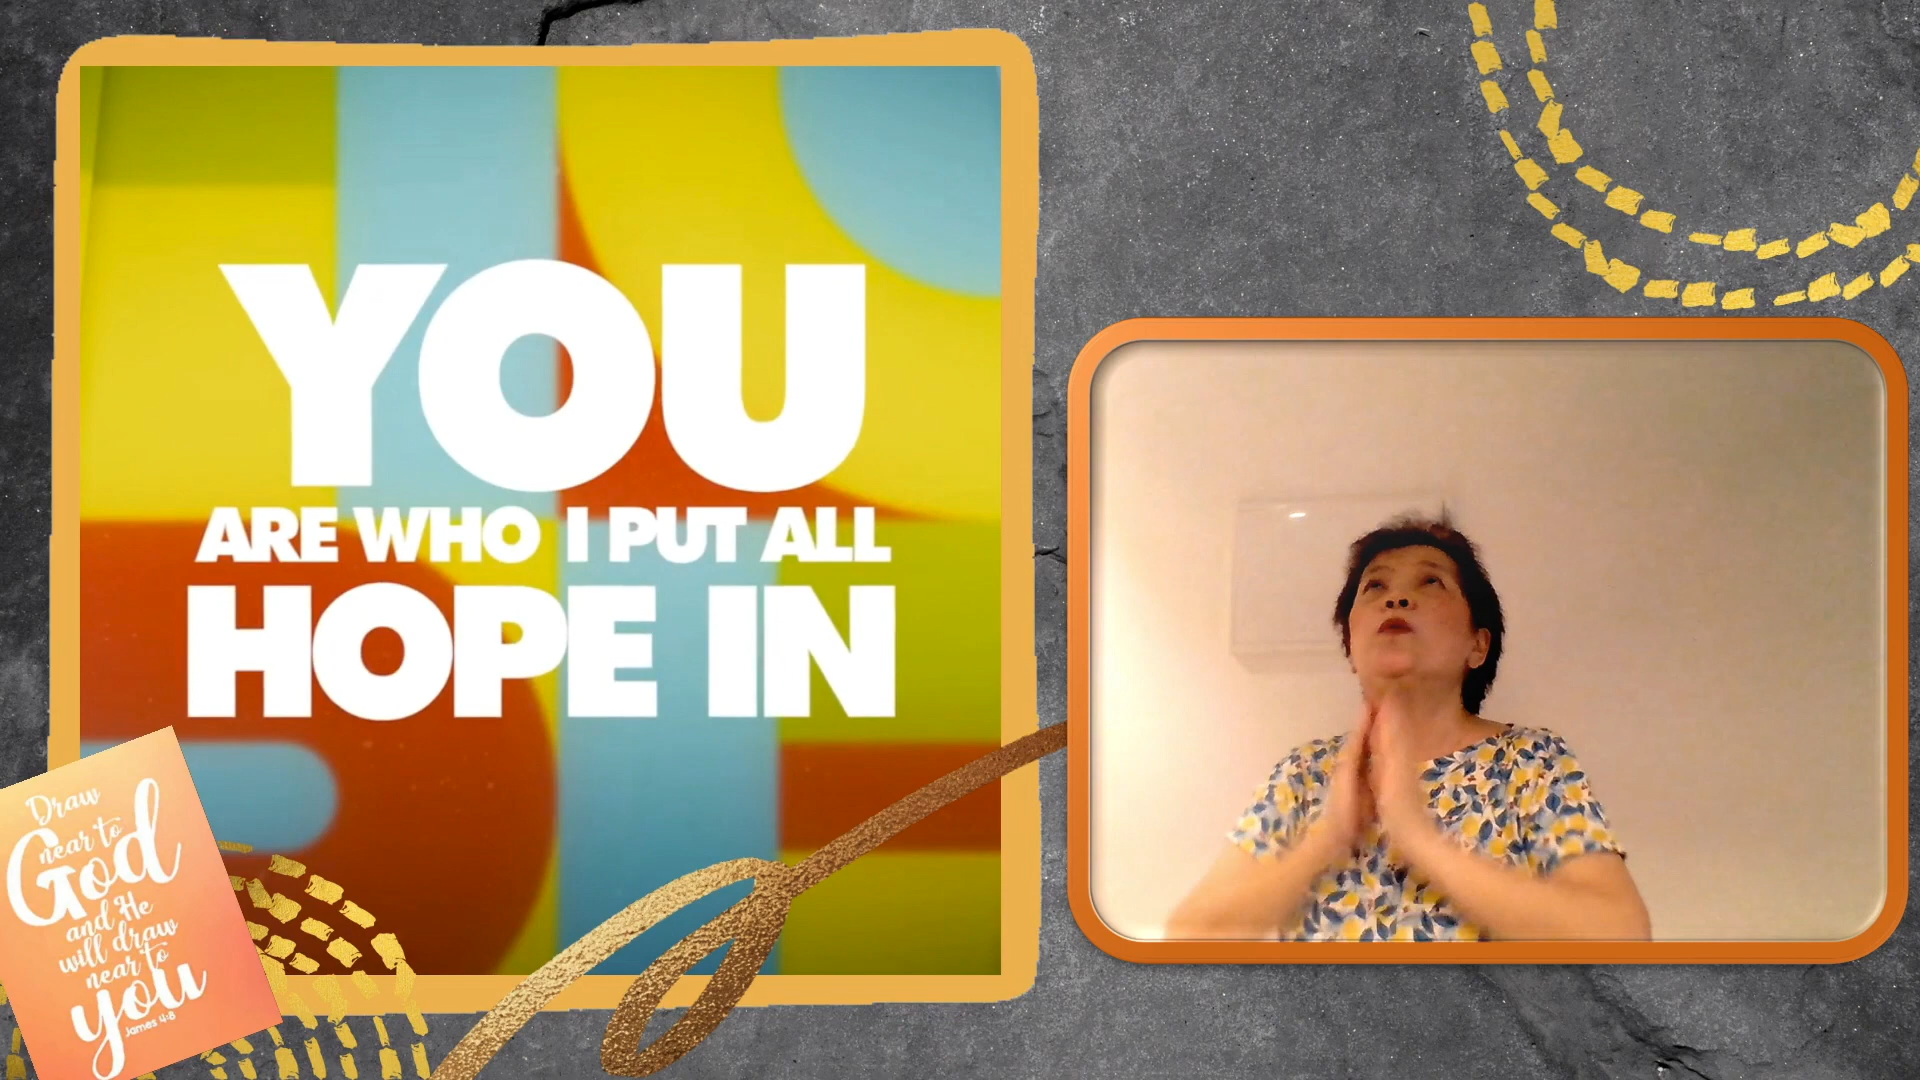 YOU
ARE WHO I PUT ALL
HOPE IN
Draw
near to
God
and He
will draw
near to
you
James 4:8